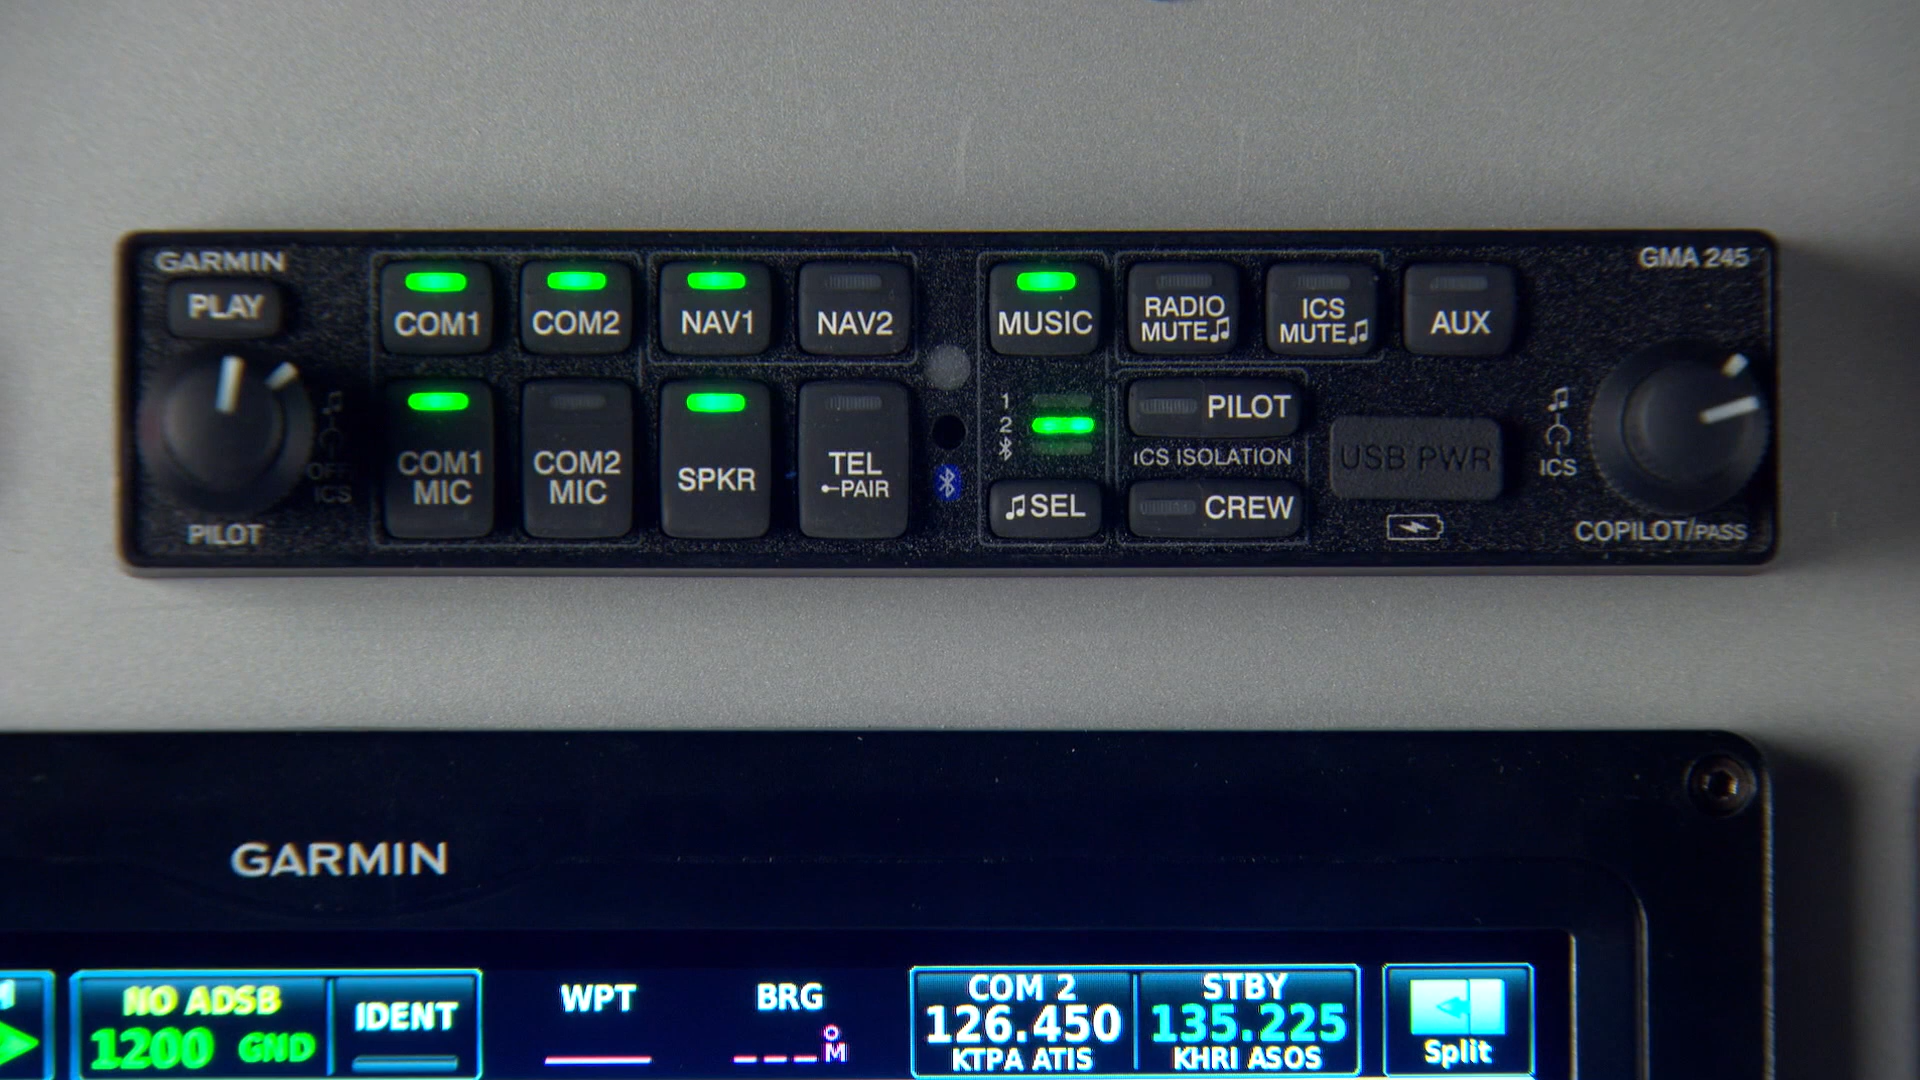 GARMIN
GMA 245
PLAY
COM1
COM2
NAV1
NAV2
MUSIC
RADIO
MUTE
ICS
MUTE
AUX
OFF
ICS
PILOT
COM1
MIC
COM2
MIC
SPKR
TEL
PAIR
1
2
SEL
PILOT
ICS ISOLATION
CREW
USB PWR
ICS
COPILOT/PASS
GARMIN
NO ADSB
1200 GND
IDENT
WPT
BRG
___°M
COM 2
126.450
KTPA ATIS
STBY
135.225
KHRI ASOS
Split